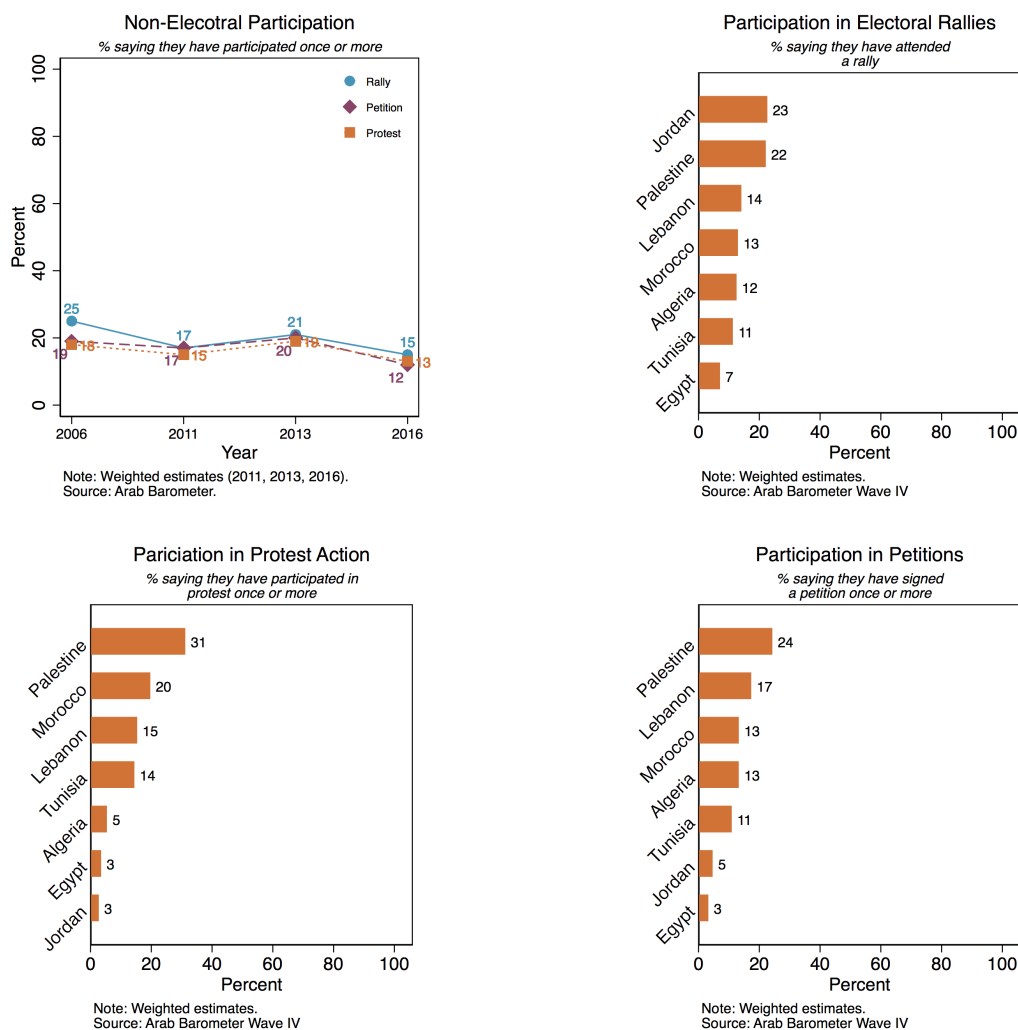 Non-Elecotral Participation
% saying they have participated once or more
100
80
60
40
20
0
Percent
Rally
Petition
Protest
25
17
21
15
19
17
20
12
18
15
19
13
2006 2011 2013 2016
Year
Note: Weighted estimates (2011, 2013, 2016).
Source: Arab Barometer.
Participation in Electoral Rallies
% saying they have attended
a rally
Jordan 23
Palestine 22
Lebanon 14
Morocco 13
Algeria 12
Tunisia 11
Egypt 7
0 20 40 60 80 100
Percent
Note: Weighted estimates.
Source: Arab Barometer Wave IV
Pariciation in Protest Action
% saying they have participated in
protest once or more
Palestine 31
Morocco 20
Lebanon 15
Tunisia 14
Algeria 5
Egypt 3
Jordan 3
0 20 40 60 80 100
Percent
Note: Weighted estimates.
Source: Arab Barometer Wave IV
Participation in Petitions
% saying they have signed
a petition once or more
Palestine 24
Lebanon 17
Morocco 13
Algeria 13
Tunisia 11
Jordan 5
Egypt 3
0 20 40 60 80 100
Percent
Note: Weighted estimates.
Source: Arab Barometer Wave IV